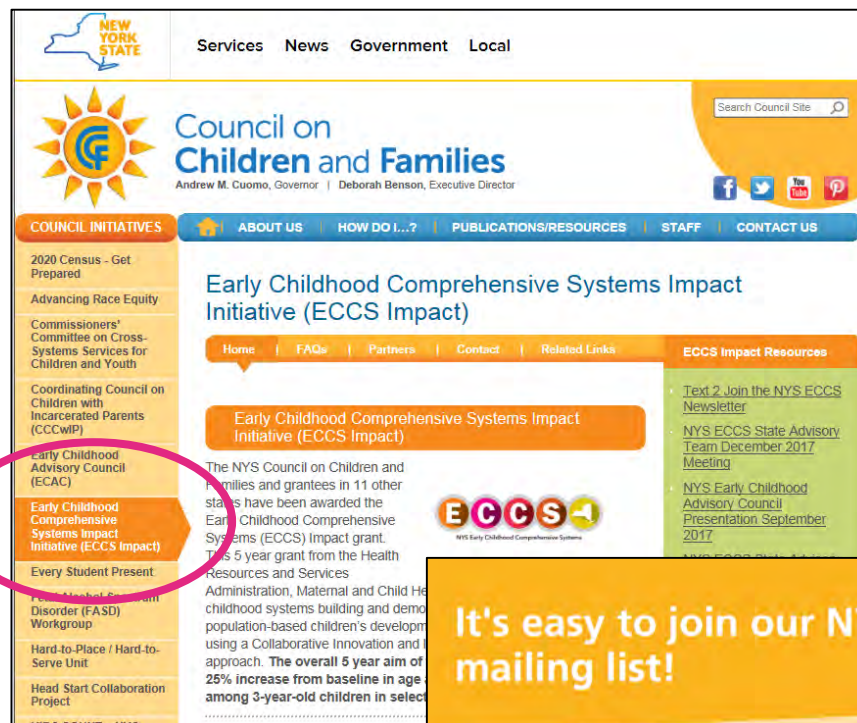 NEW
YORK
STATE
Services News Government Local
Search Council Site
Council on
Children and Families
Andrew M. Cuomo, Governor | Deborah Benson, Executive Director
You
Tube
COUNCIL INITIATIVES
ABOUT US | HOW DO I...? | PUBLICATIONS/RESOURCES | STAFF | CONTACT US
2020 Census - Get
Prepared
Advancing Race Equity
Commissioners'
Committee on Cross-
Systems Services for
Children and Youth
Coordinating Council on
Children with
Incarcerated Parents
(CCCwIP)
Early Childhood
Advisory Council
(ECAC)
Early Childhood
Comprehensive
Systems Impact
Initiative (ECCS Impact)
Every Student Present
Disorder (FASD)
Workgroup
Hard-to-Place / Hard-to-
Serve Unit
Head Start Collaboration
Project
Early Childhood Comprehensive Systems Impact
Initiative (ECCS Impact)
Home | FAQs | Partners | Contact | Related Links
Early Childhood Comprehensive Systems Impact
Initiative (ECCS Impact)
The NYS Council on Children and
Families and grantees in 11 other
states have been awarded the
Early Childhood Comprehensive
Systems (ECCS) Impact grant.
This 5 year grant from the Health
Resources and Services
Administration, Maternal and Child He
childhood systems building and demo
population-based children's developm
using a Collaborative Innovation and
approach. The overall 5 year aim of
25% increase from baseline in age
among 3-year-old children in select
ECCS
NYS Early Childhood Comprehensive Systems
ECCS Impact Resources
Text 2 Join the NYS ECCS
Newsletter
NYS ECCS State Advisory
Team December 2017
Meeting
NYS Early Childhood
Advisory Council
Presentation September
2017
It's easy to join our N
mailing list!